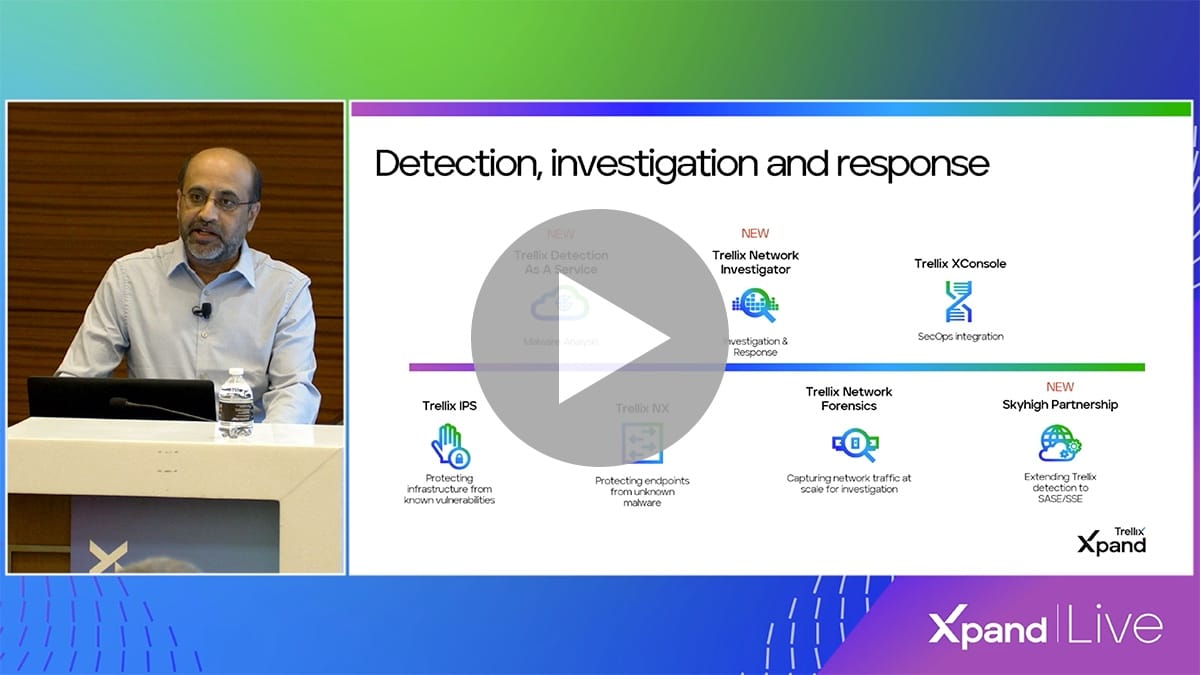 Detection, investigation and response
NEW
Trellix Detection
As A Service
Malware Analysis
NEW
Trellix Network
Investigator
Investigation &
Response
Trellix XConsole
SecOps integration
Trellix IPS
Protecting
infrastructure from
known vulnerabilities
Trellix NX
Protecting endpoints
from unknown
malware
Trellix Network
Forensics
Capturing network traffic at
scale for investigation
NEW
Skyhigh Partnership
Extending Trellix
detection to
SASE/SSE
Trellix
Xpand
Xpand Live